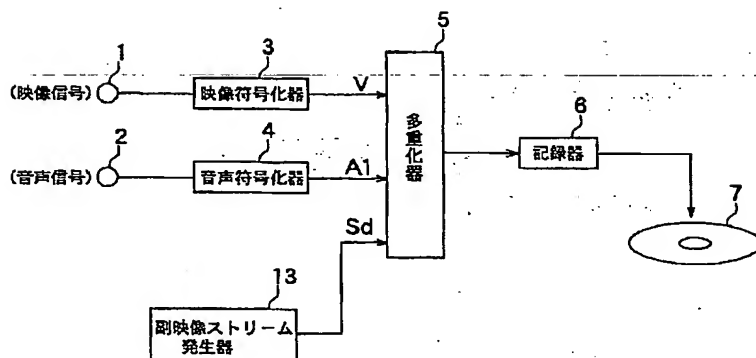 5
1
3
(映像信号)
映像符号化器
V
多重化器
6
記録器
2
4
(音声信号)
音声符号化器
A1
7
Sd
13
副映像ストリーム
発生器